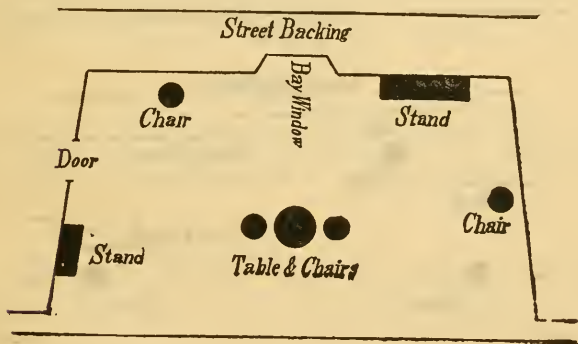 Street Backing
Bay Window
Chair
Stand
Door
Chair
Stand
Table & Chairs